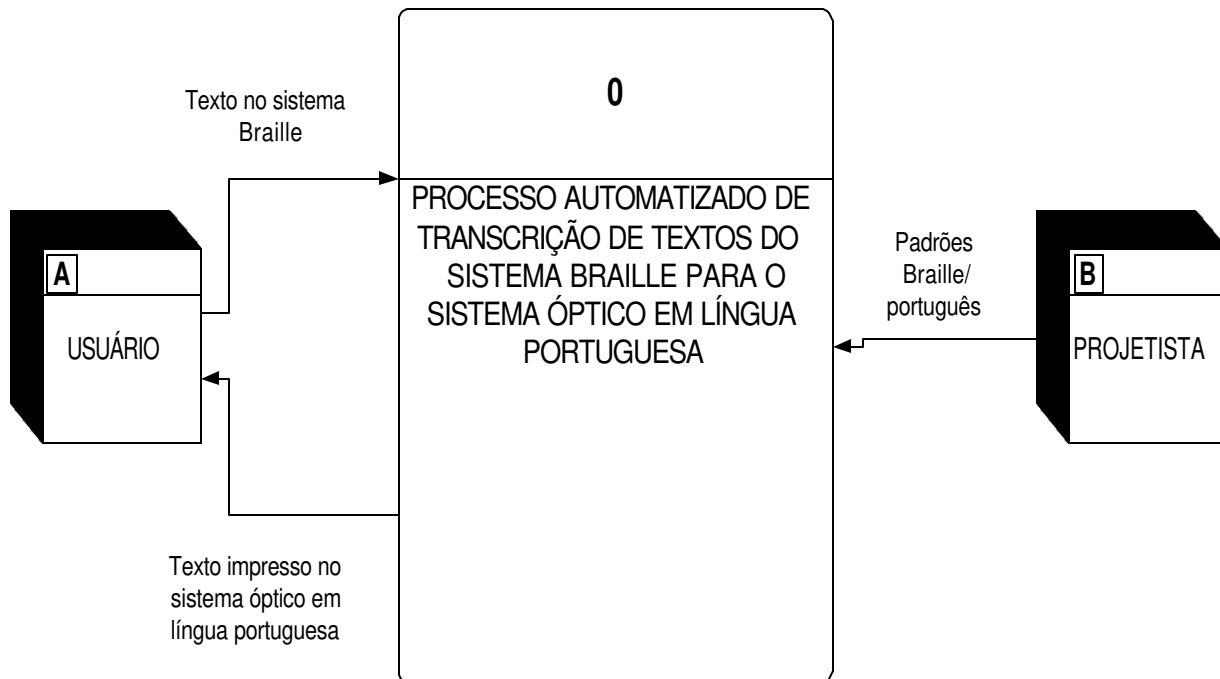 Texto no sistema
Braille
0
PROCESSO AUTOMATIZADO DE
TRANSCRIÇÃO DE TEXTOS DO
SISTEMA BRAILLE PARA O
SISTEMA ÓPTICO EM LÍNGUA
PORTUGUESA
A
USUÁRIO
Padrões
Braille/
português
B
PROJETISTA
Texto impresso no
sistema óptico em
língua portuguesa